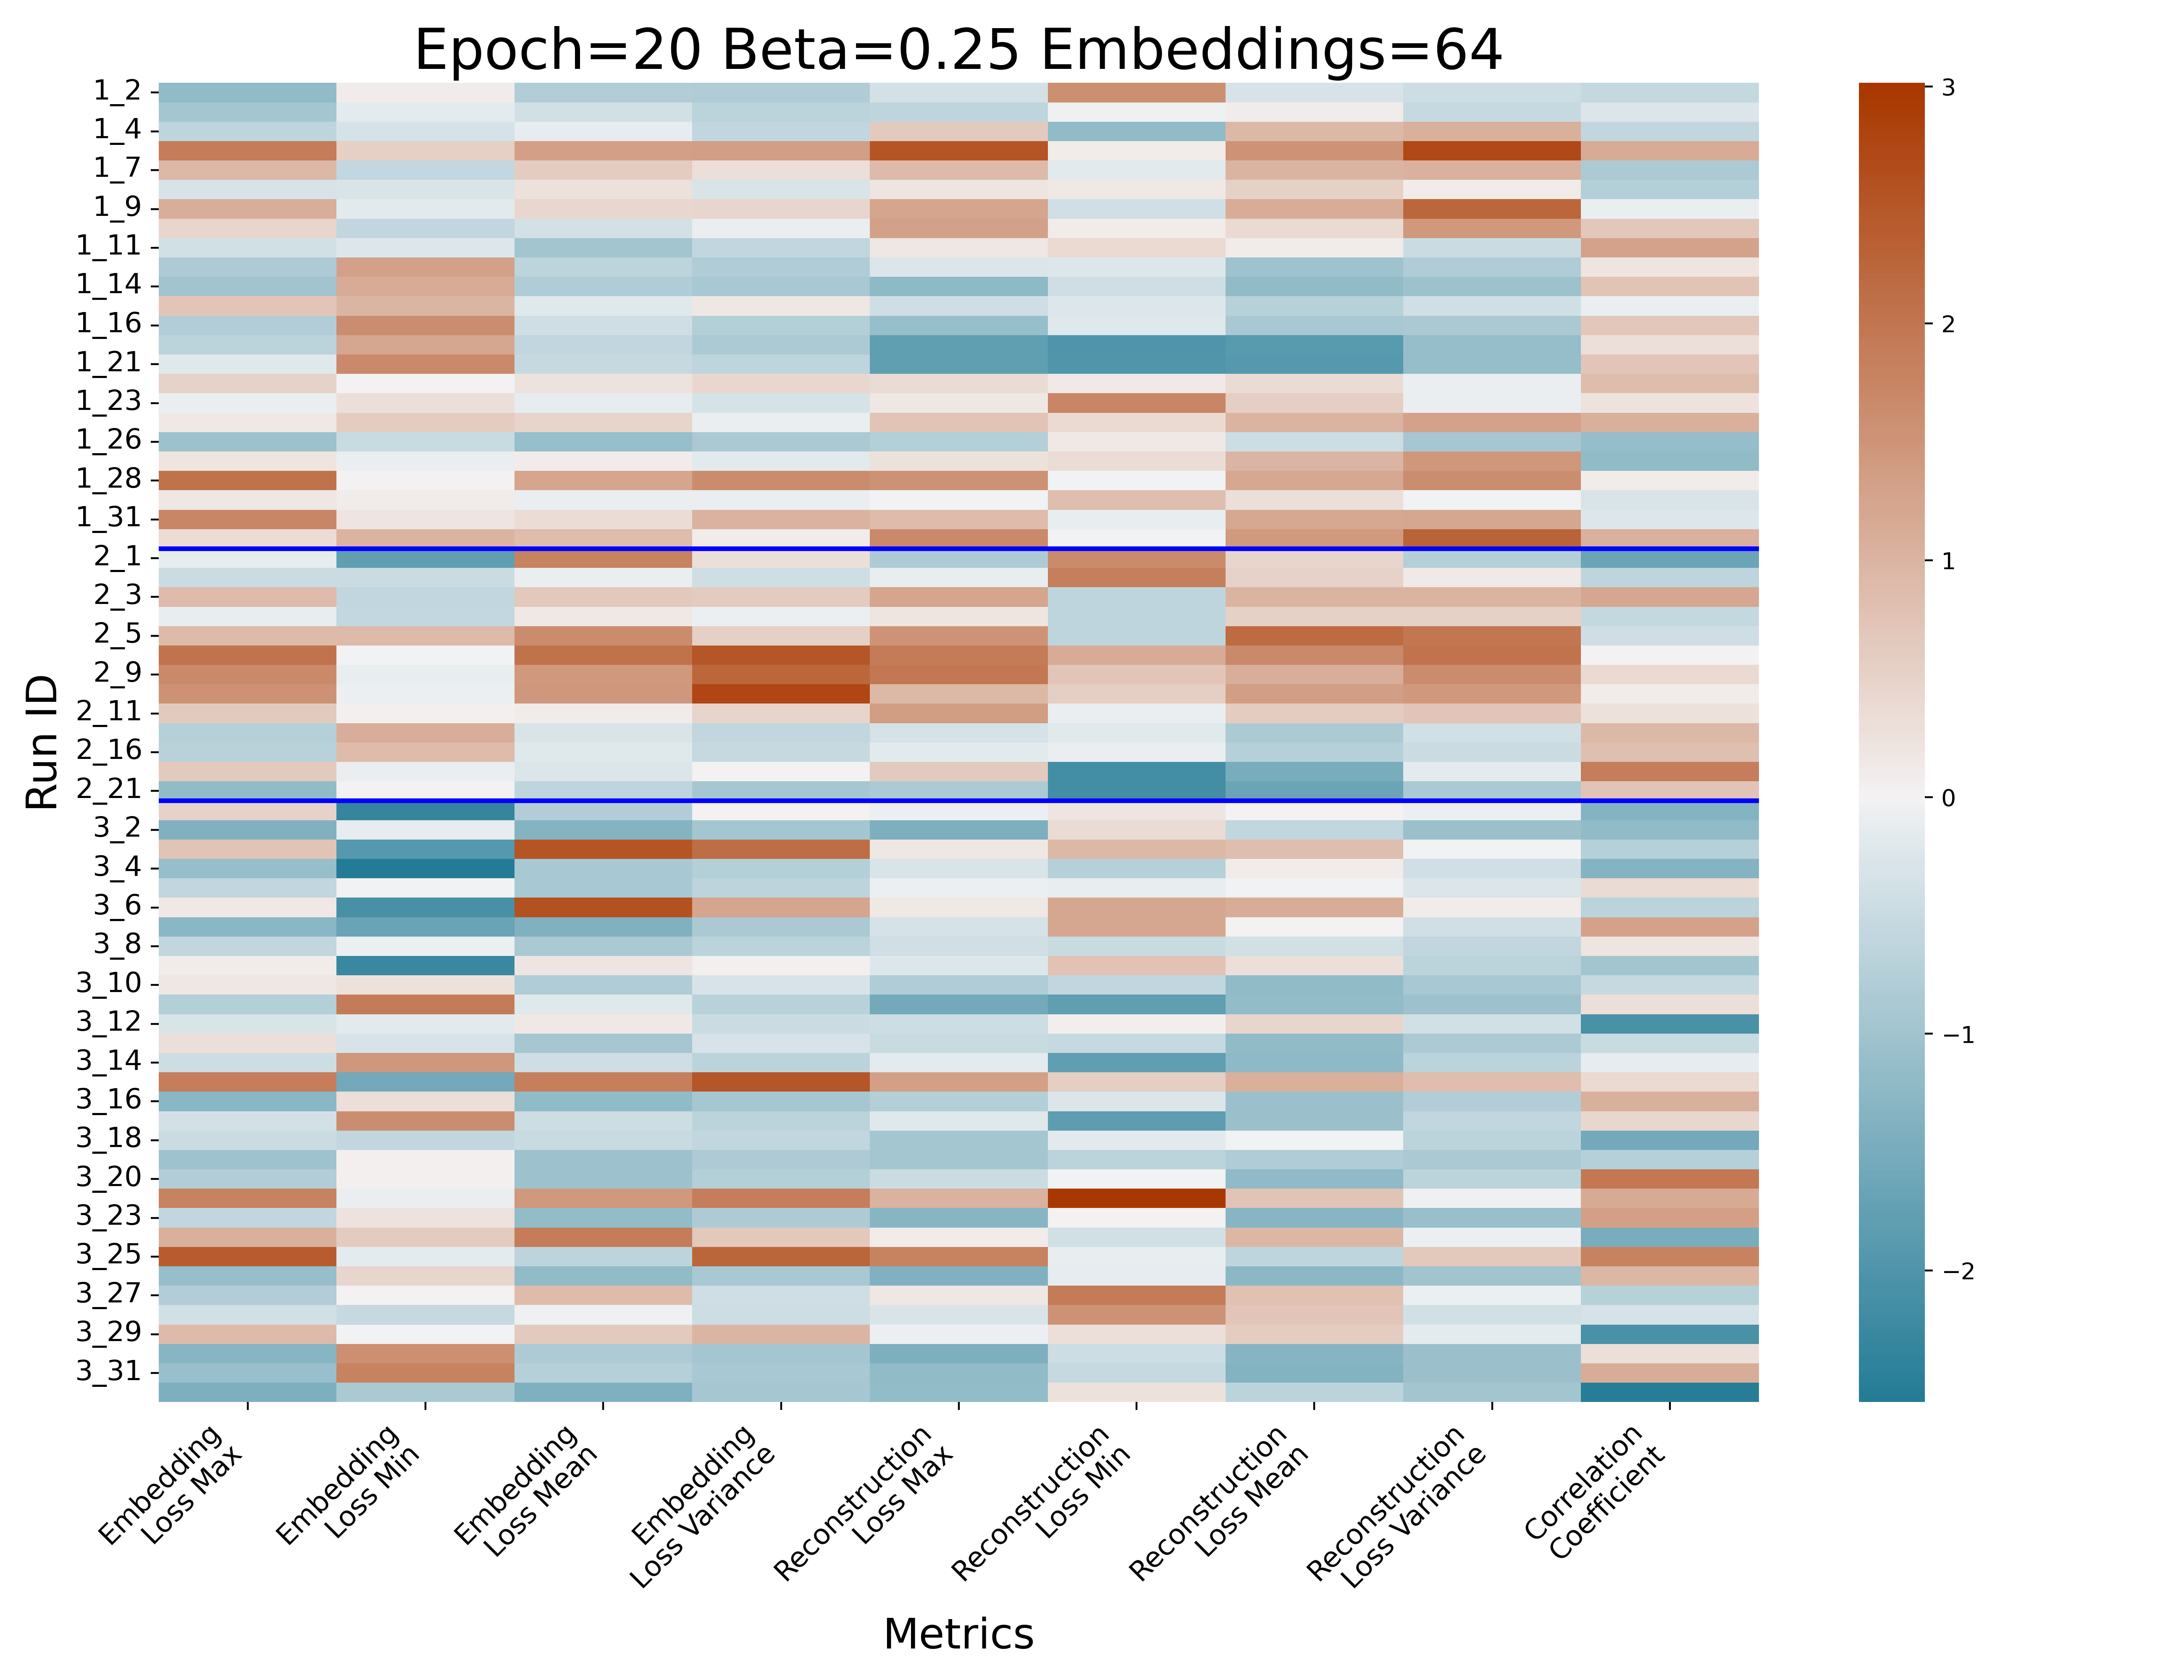 Epoch=20 Beta=0.25 Embeddings=64
Run ID
1_2
1_4
1_7
1_9
1_11
1_14
1_16
1_21
1_23
1_26
1_28
1_31
2_1
2_3
2_5
2_9
2_11
2_16
2_21
3_2
3_4
3_6
3_8
3_10
3_12
3_14
3_16
3_18
3_20
3_23
3_25
3_27
3_29
3_31
Embedding
Loss Max
Embedding
Loss Min
Embedding
Loss Mean
Embedding
Loss Variance
Reconstruction
Loss Max
Reconstruction
Loss Min
Reconstruction
Loss Mean
Reconstruction
Loss Variance
Correlation
Coefficient
Metrics
3
2
1
0
−1
−2